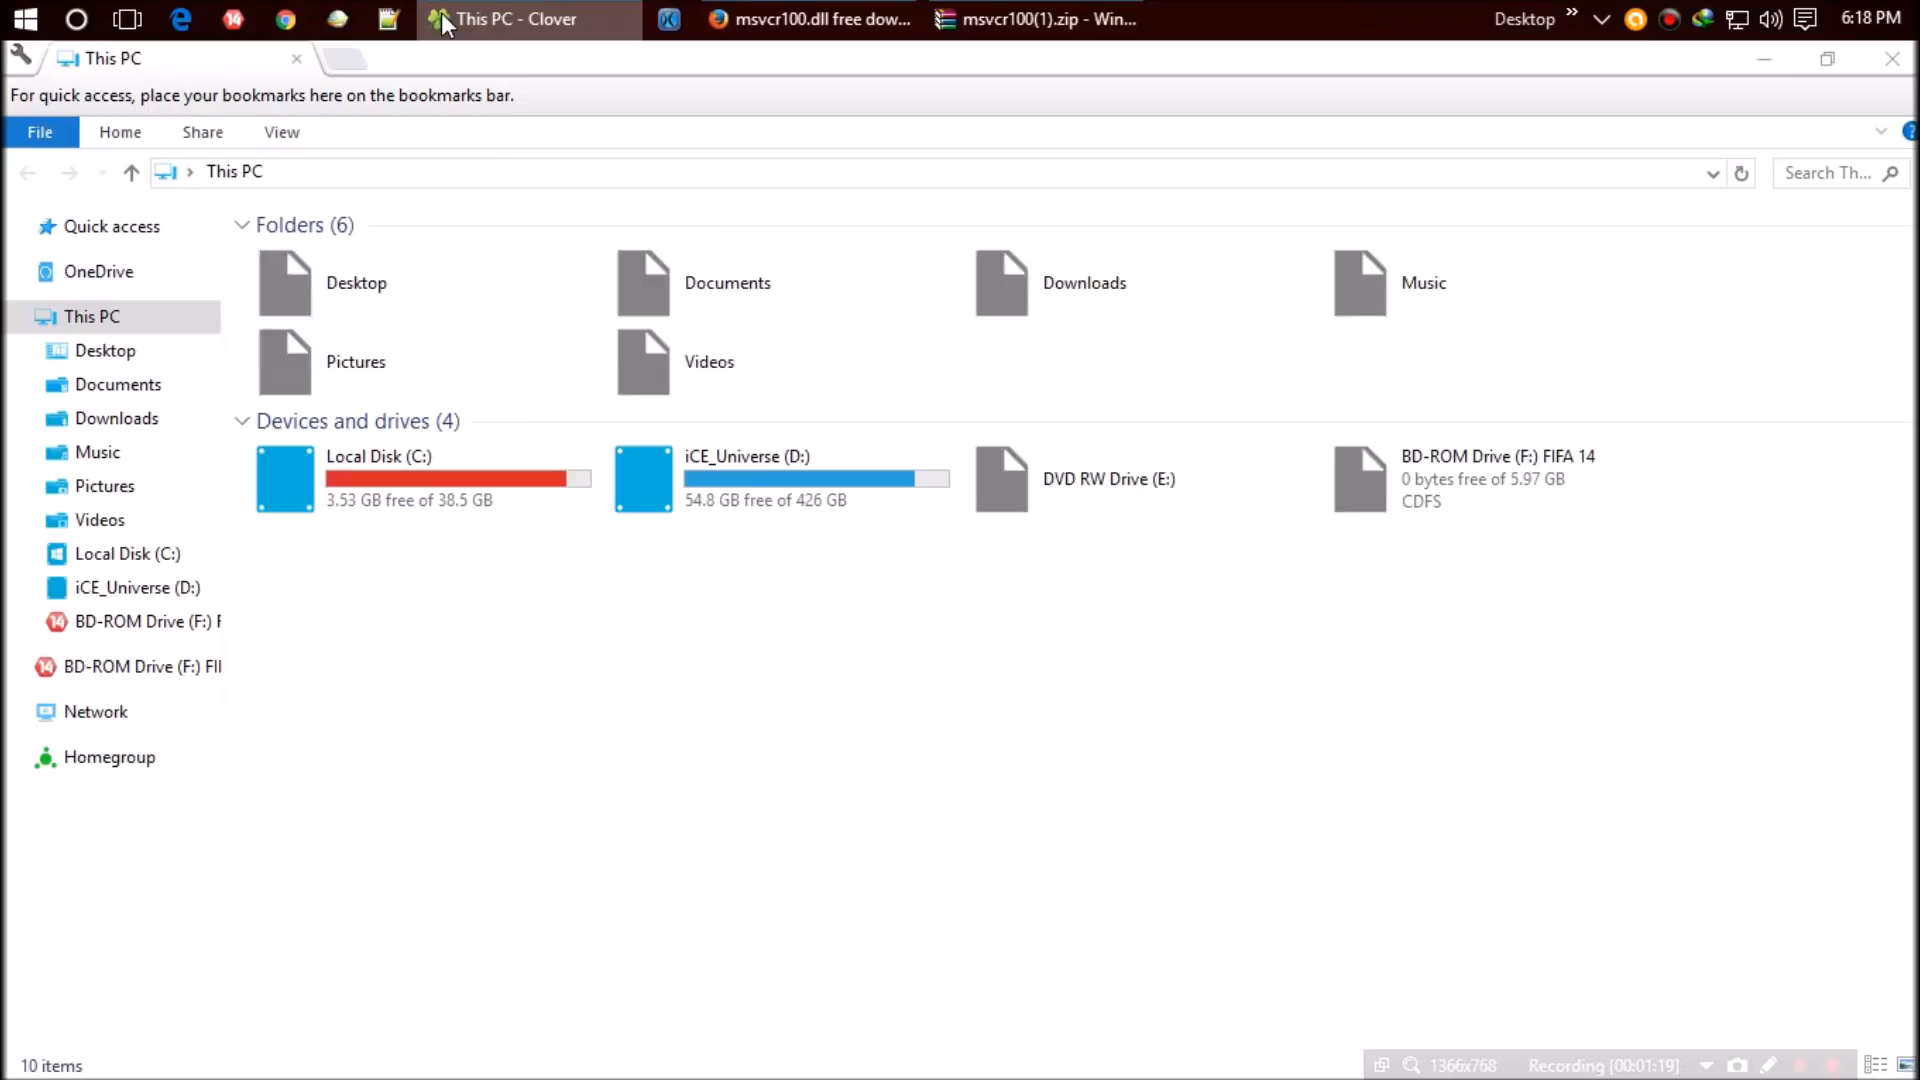 This PC - Clover
msvcr100.dll free dow...
msvcr100(1).zip - Win...
Desktop
6:18 PM
This PC
For quick access, place your bookmarks here on the bookmarks bar.
File Home Share View
This PC
Search Th...
Quick access
OneDrive
This PC
Desktop
Documents
Downloads
Music
Pictures
Videos
Local Disk (C:)
iCE_Universe (D:)
BD-ROM Drive (F:) F
BD-ROM Drive (F:) FII
Network
Homegroup
Folders (6)
Desktop
Documents
Downloads
Music
Pictures
Videos
Devices and drives (4)
Local Disk (C:)
3.53 GB free of 38.5 GB
iCE_Universe (D:)
54.8 GB free of 426 GB
DVD RW Drive (E:)
BD-ROM Drive (F:) FIFA 14
0 bytes free of 5.97 GB
CDFS
10 items
1366x768
Recording [00:01:19]